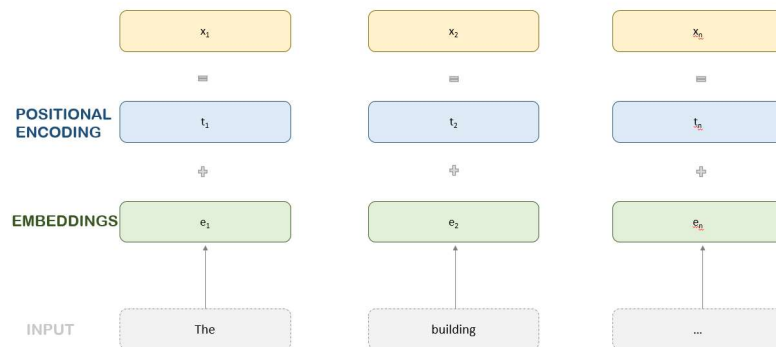 x₁ x₂ xₙ
=  =  =
POSITIONAL
ENCODING
t₁ t₂ tₙ
+ + +
EMBEDDINGS e₁ e₂ eₙ
INPUT The building ...